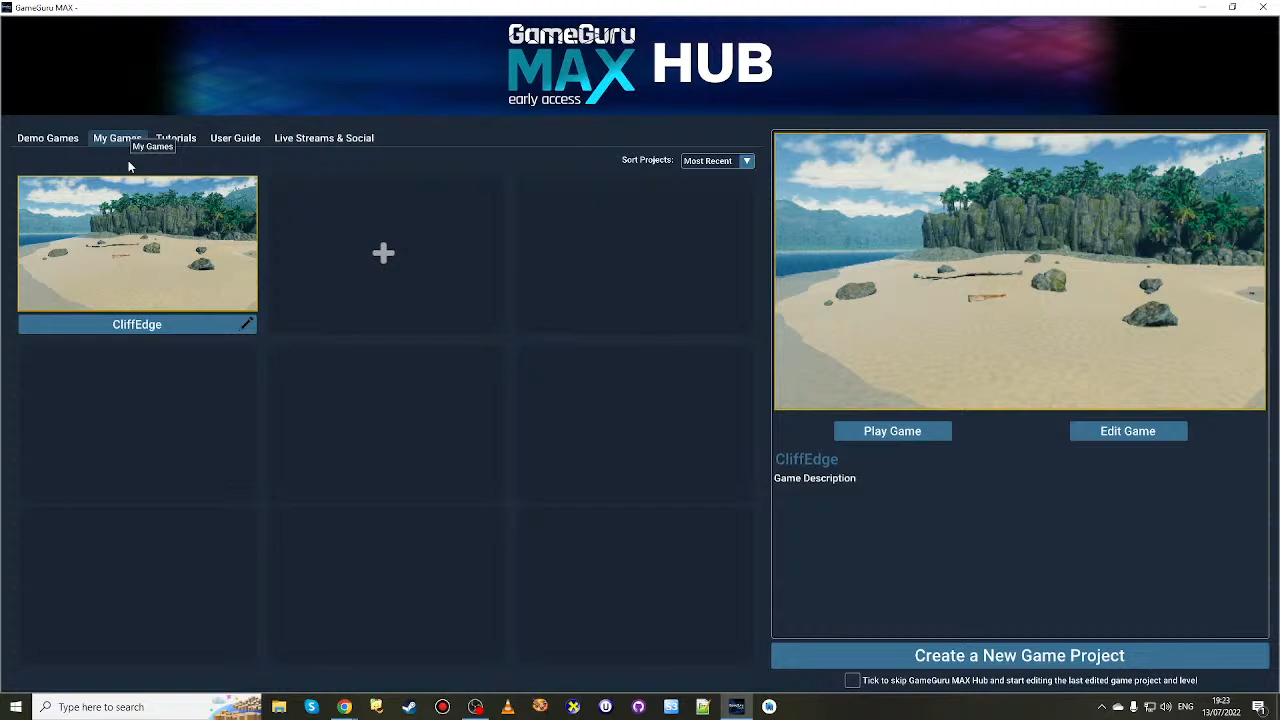 GameGuru MAX -
GameGuru
MAX HUB
early access
Demo Games My Games Tutorials User Guide Live Streams & Social
My Games
Sort Projects: Most Recent
CliffEdge
Play Game Edit Game
CliffEdge
Game Description
Create a New Game Project
Tick to skip GameGuru MAX Hub and start editing the last edited game project and level
Type here to search
ENG
19:23
13/07/2022